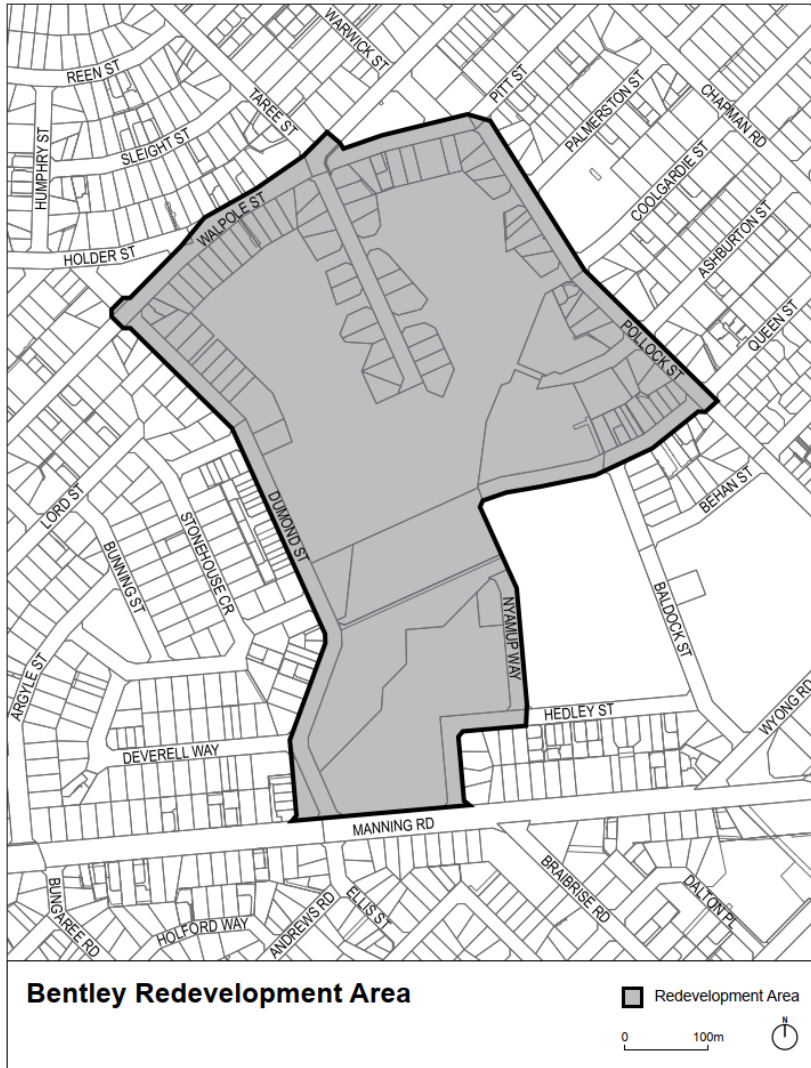 WARWICK ST
REEN ST
TAREE ST
PITT ST
PALMERSTON ST
CHAPMAN RD
HUMPHRY ST
SLEIGHT ST
COOLGARDIE ST
WALPOLE ST
ASHBURTON ST
HOLDER ST
QUEEN ST
POLLOCK ST
LORD ST
BEHAN ST
DUMOND ST
STONEHOUSE CR
BUNNING ST
NYAMUP WAY
BALDOCK ST
ARGYLE ST
WYONG RD
HEDLEY ST
DEVERELL WAY
MANNING RD
BRAIBRISE RD
BUNGAREE RD
HOLFORD WAY
ANDREWS RD
ELLIS ST
DALTON PL
Bentley Redevelopment Area
Redevelopment Area
N
0 100m